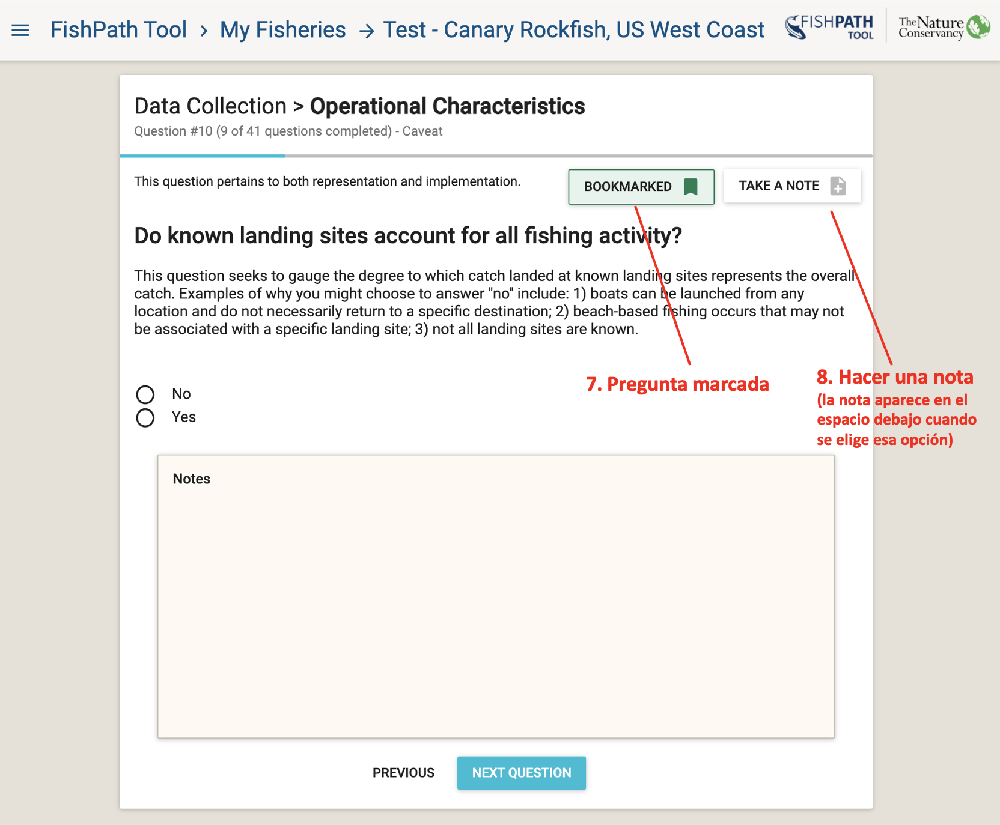 FishPath Tool > My Fisheries → Test - Canary Rockfish, US West Coast
FISHPATH
TOOL
The Nature
Conservancy
Data Collection > Operational Characteristics
Question #10 (9 of 41 questions completed) - Caveat
This question pertains to both representation and implementation.
BOOKMARKED
TAKE A NOTE
Do known landing sites account for all fishing activity?
This question seeks to gauge the degree to which catch landed at known landing sites represents the overall
catch. Examples of why you might choose to answer "no" include: 1) boats can be launched from any
location and do not necessarily return to a specific destination; 2) beach-based fishing occurs that may not
be associated with a specific landing site; 3) not all landing sites are known.
7. Pregunta marcada
8. Hacer una nota
(la nota aparece en el
espacio debajo cuando
se elige esa opción)
No
Yes
Notes
PREVIOUS
NEXT QUESTION